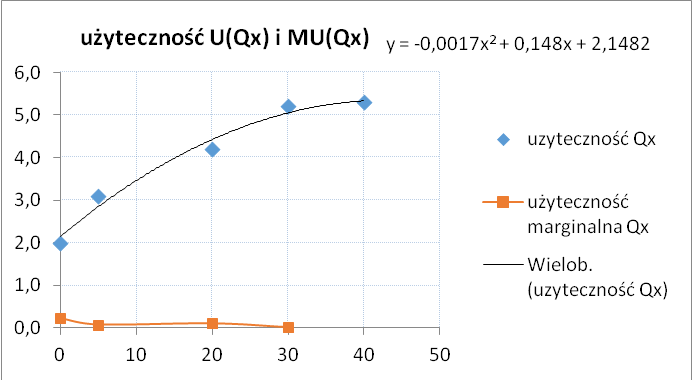 użyteczność U(Qx) i MU(Qx)
y = -0,0017x² + 0,148x + 2,1482
6,0
5,0
4,0
3,0
2,0
1,0
0,0
0 10 20 30 40 50
uzyteczność Qx
użyteczność
marginalna Qx
Wielob.
(uzyteczność Qx)